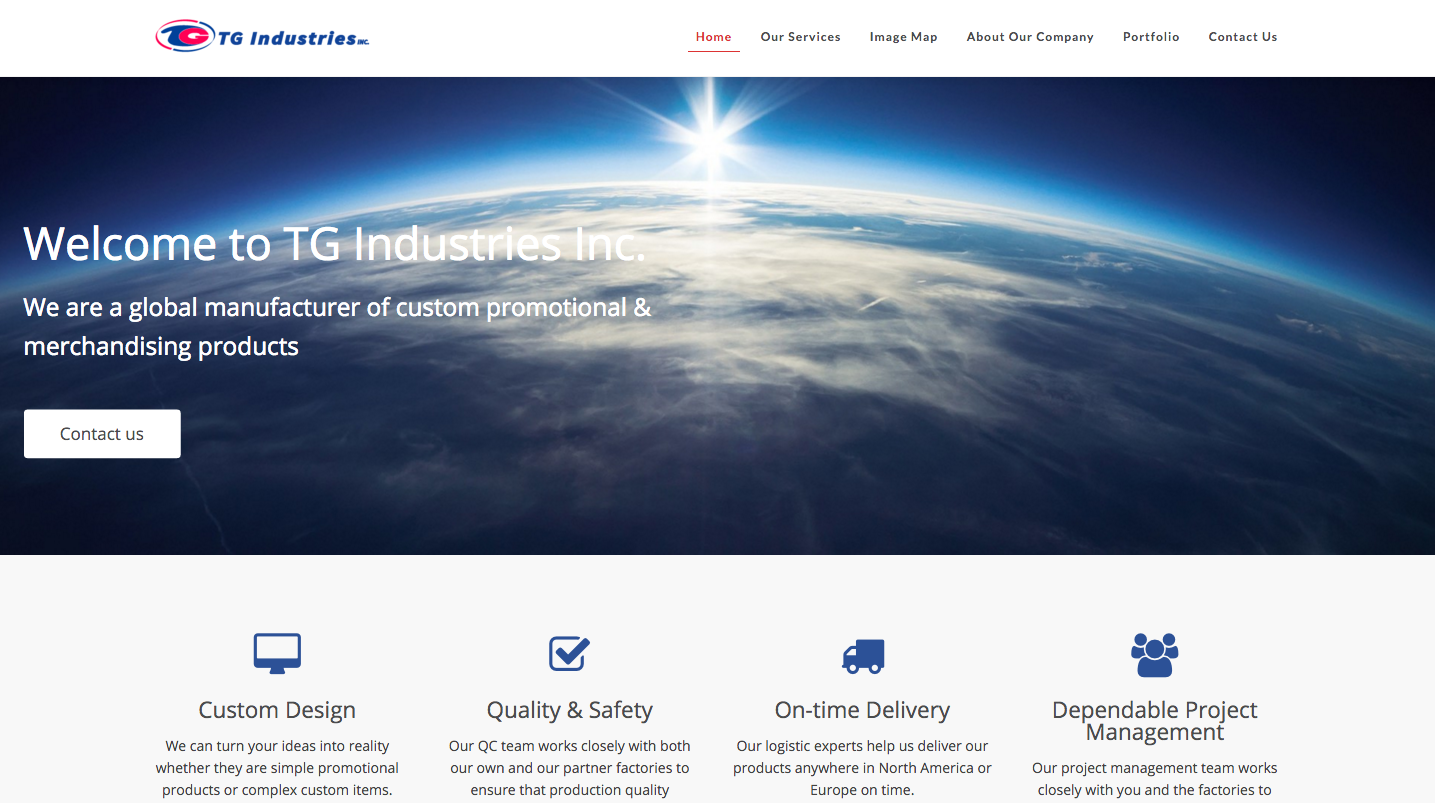 TG Industries INC.
Home Our Services Image Map About Our Company Portfolio Contact Us
Welcome to TG Industries Inc.
We are a global manufacturer of custom promotional &
merchandising products
Contact us
Custom Design
We can turn your ideas into reality
whether they are simple promotional
products or complex custom items.
Quality & Safety
Our QC team works closely with both
our own and our partner factories to
ensure that production quality
On-time Delivery
Our logistic experts help us deliver our
products anywhere in North America or
Europe on time.
Dependable Project
Management
Our project management team works
closely with you and the factories to